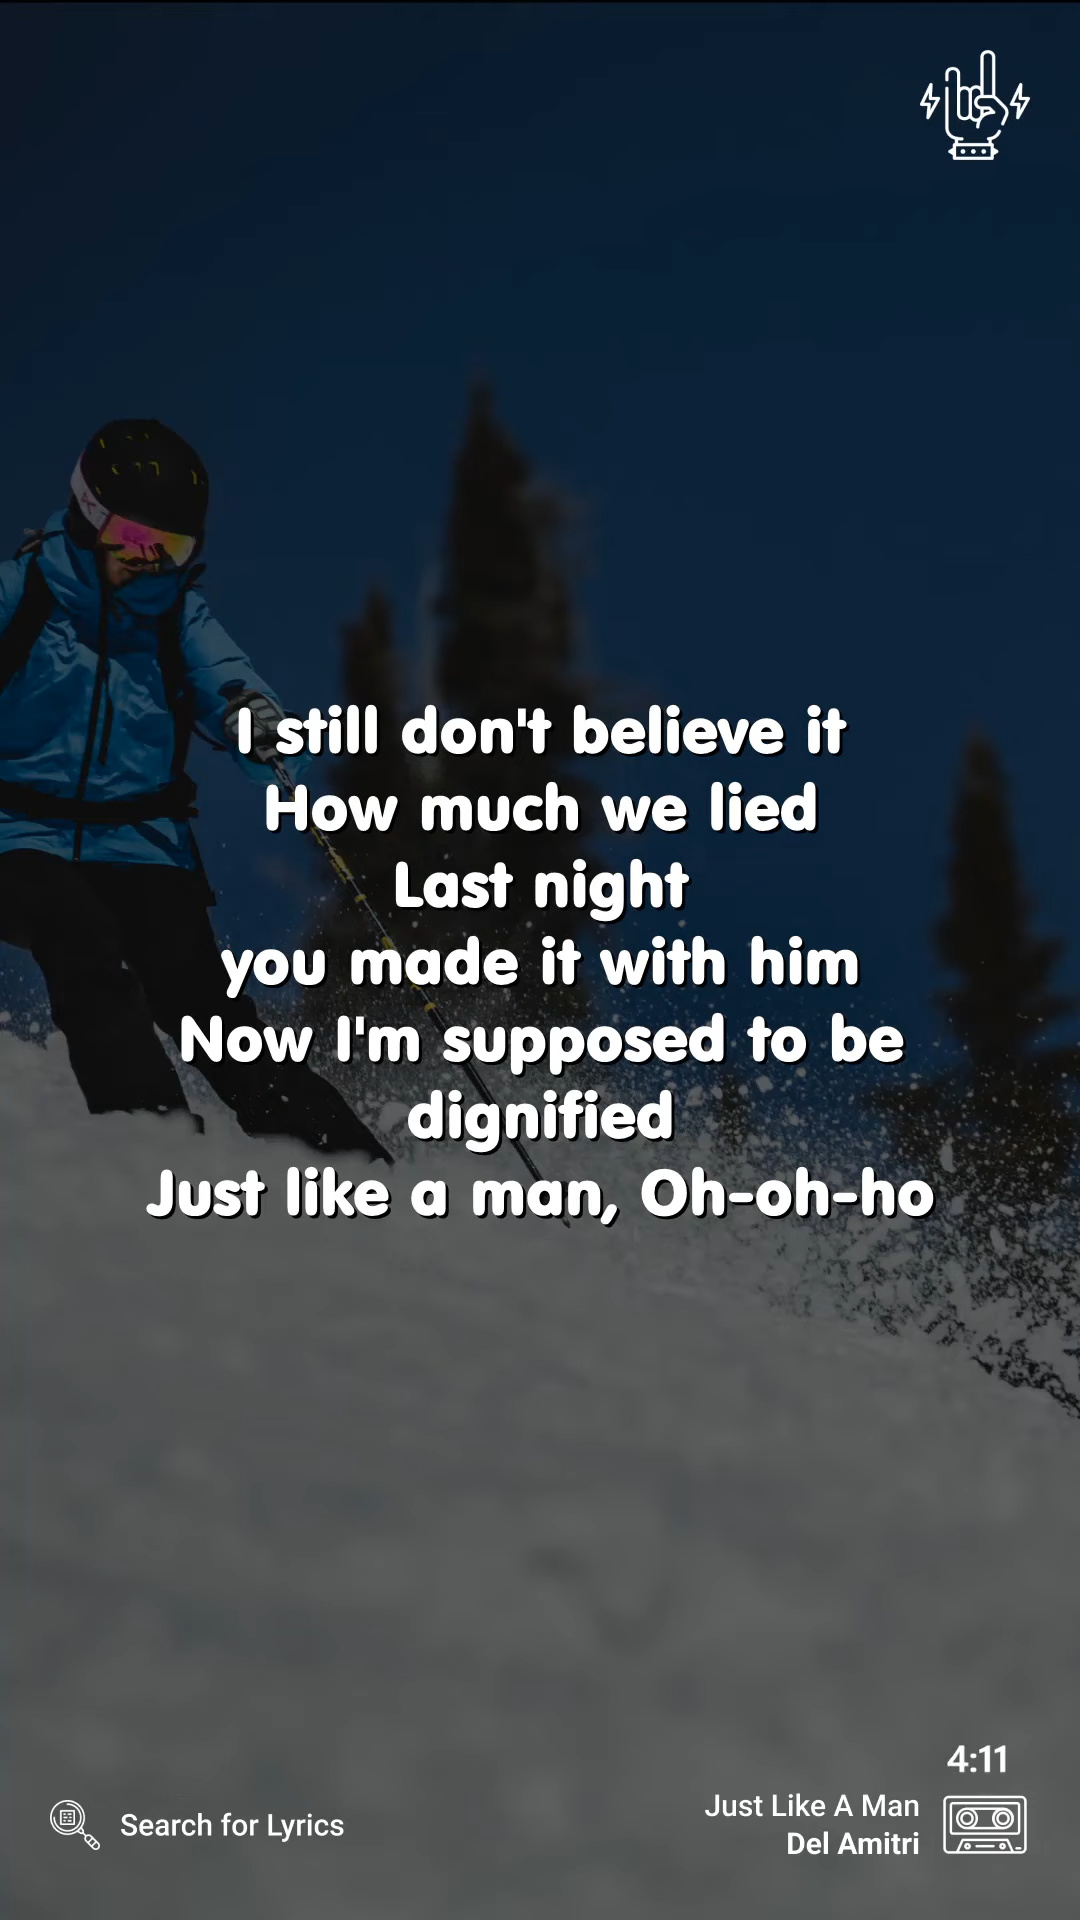 I still don't believe it
How much we lied
Last night
you made it with him
Now I'm supposed to be
dignified
Just like a man, Oh-oh-ho
4:11
Search for Lyrics
Just Like A Man
Del Amitri